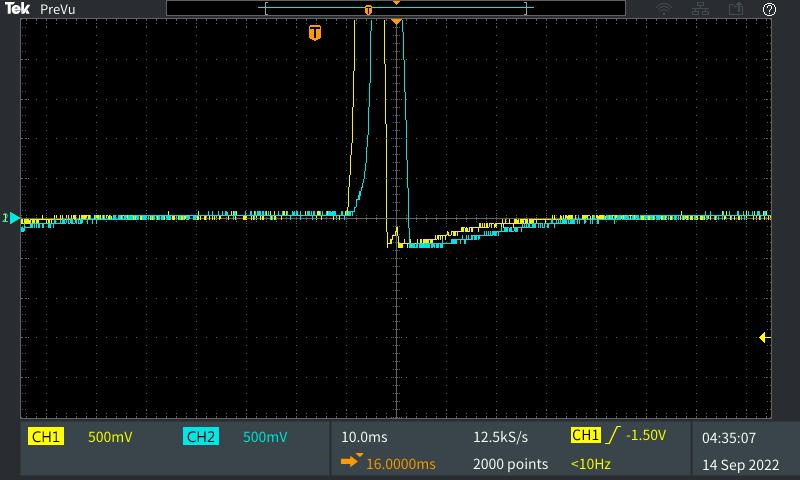 Tek PreVu
T
T
CH1 500mV CH2 500mV 10.0ms 12.5kS/s CH1 -1.50V 04:35:07
16.0000ms 2000 points <10Hz 14 Sep 2022